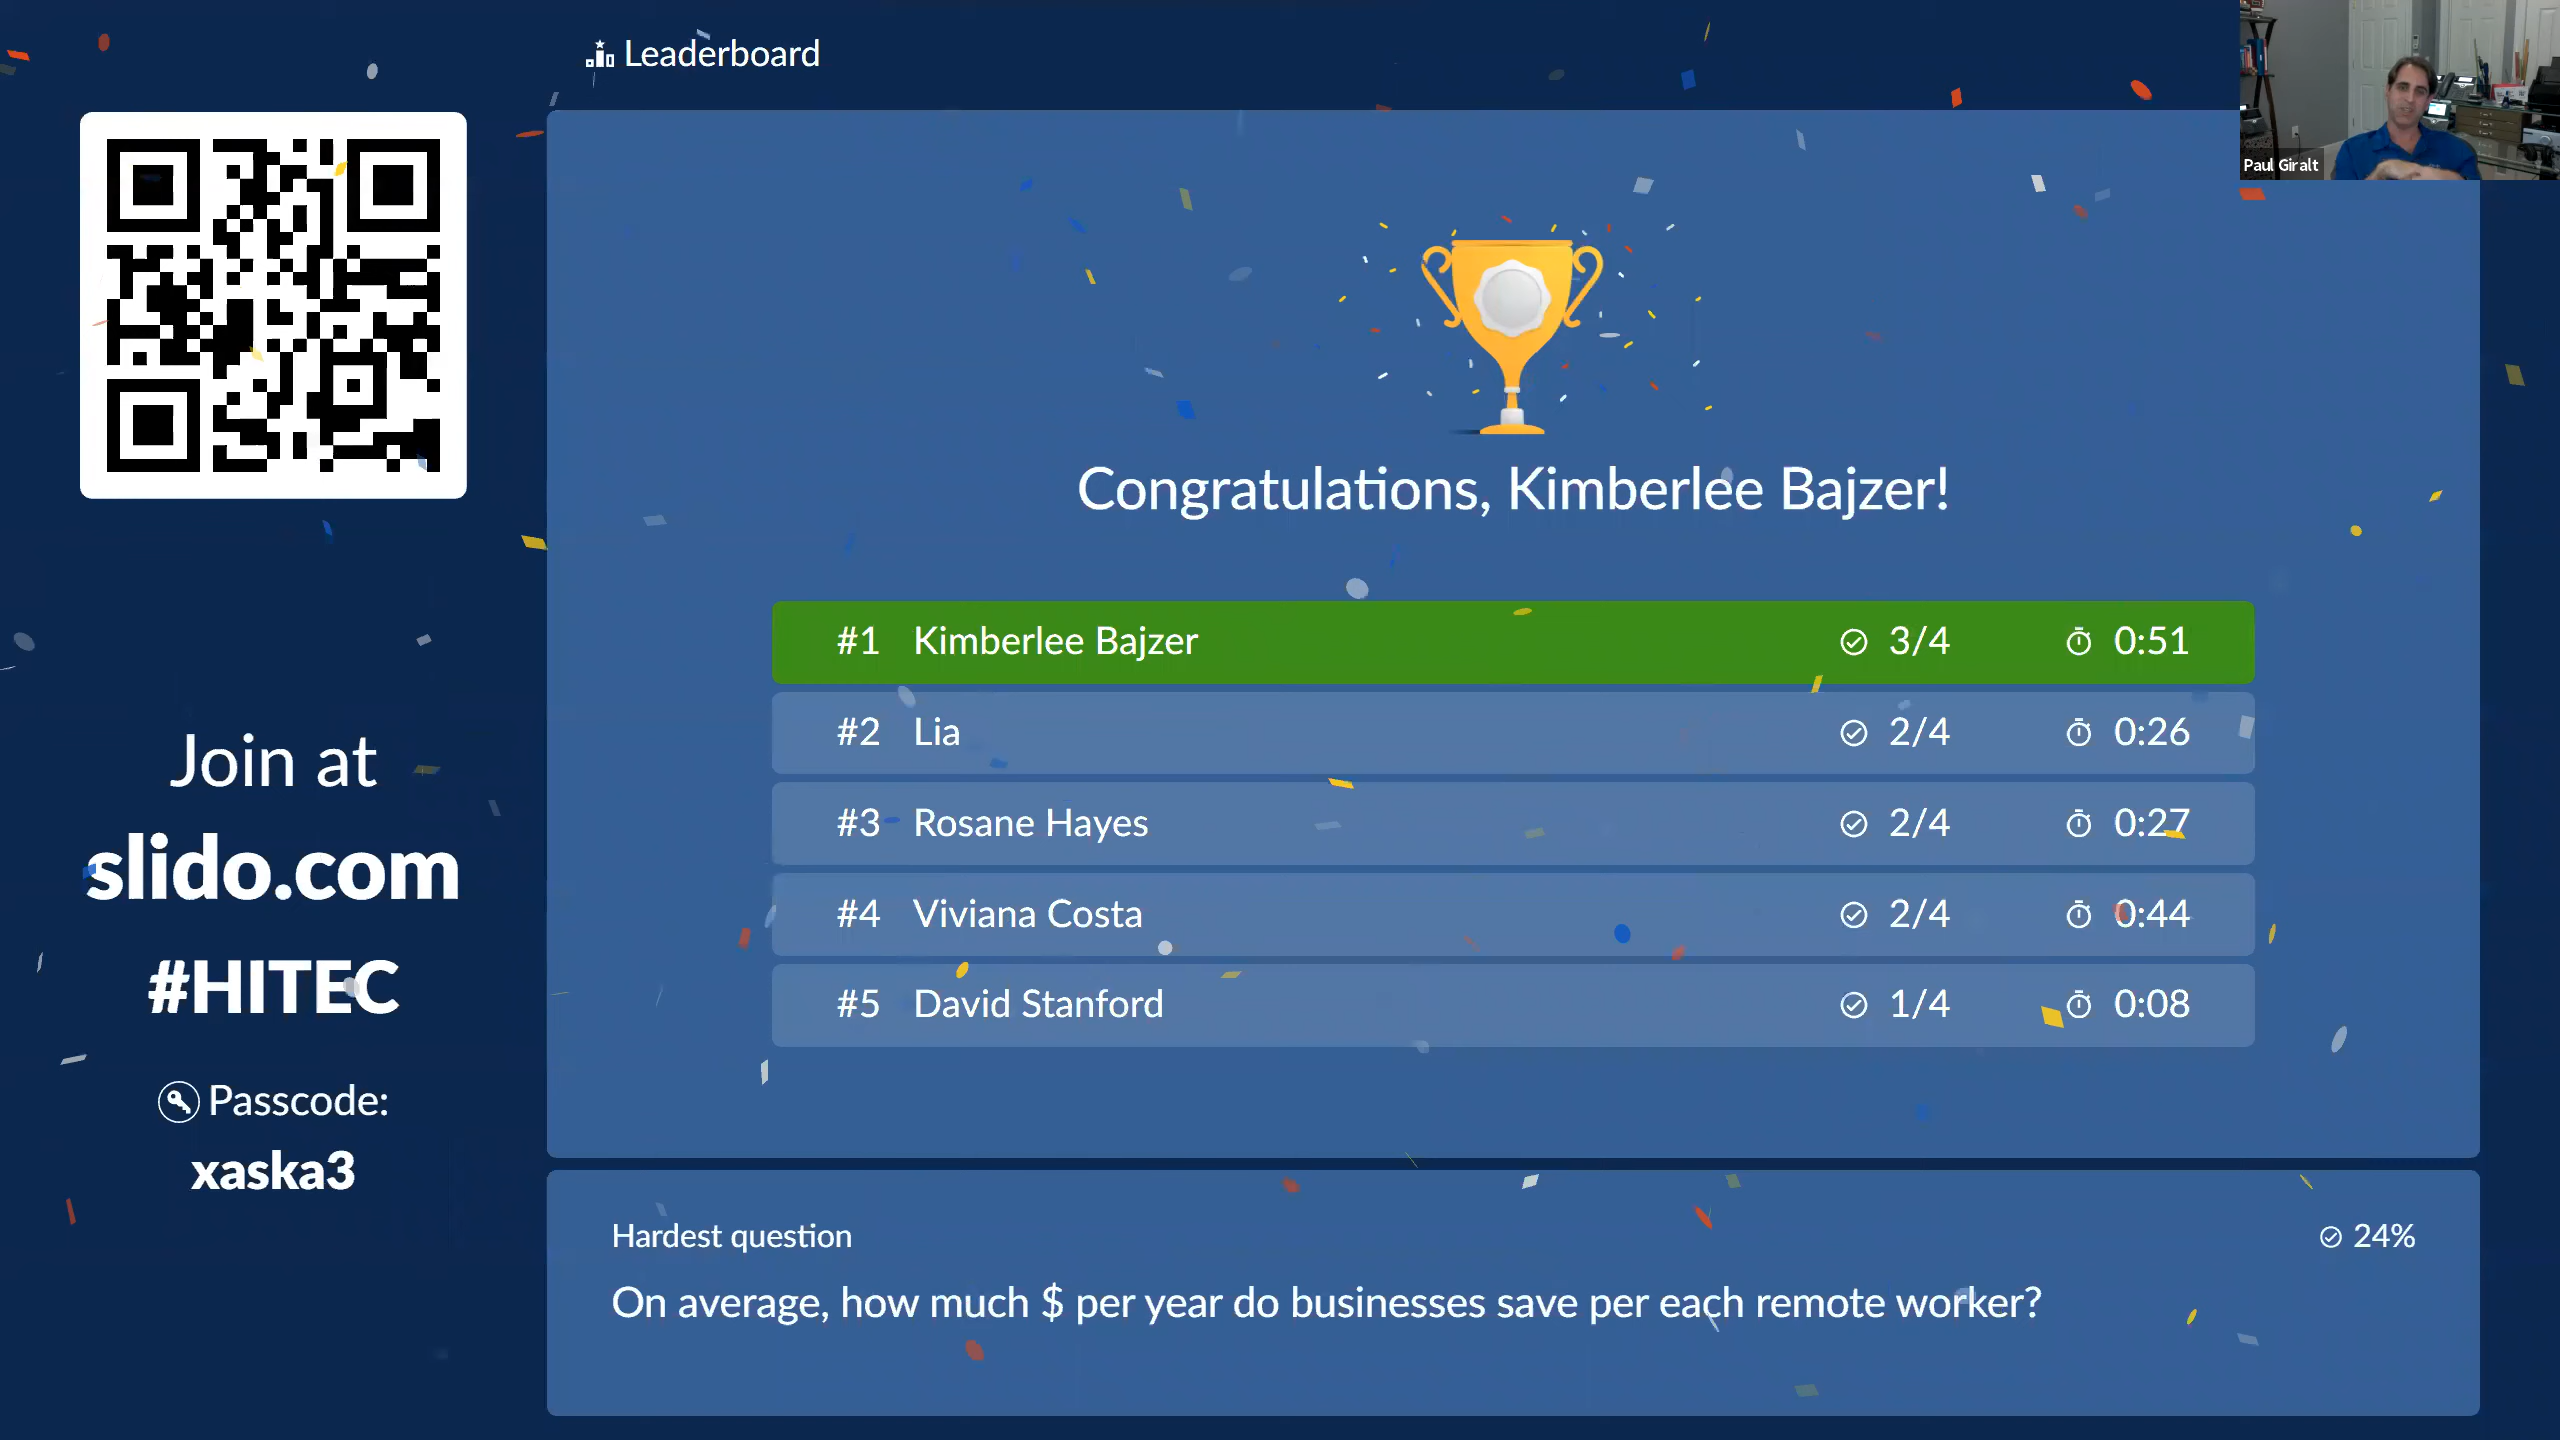 Leaderboard
Paul Giralt
Congratulations, Kimberlee Bajzer!
#1 Kimberlee Bajzer 3/4 0:51
#2 Lia 2/4 0:26
#3 Rosane Hayes 2/4 0:27
#4 Viviana Costa 2/4 0:44
#5 David Stanford 1/4 0:08
Join at
slido.com
#HITEC
Passcode:
xaska3
Hardest question 24%
On average, how much $ per year do businesses save per each remote worker?